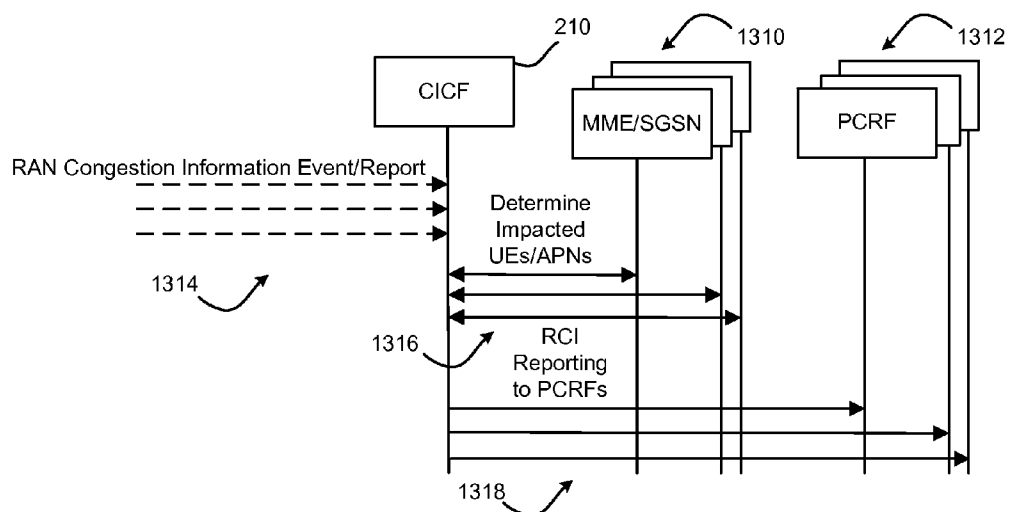 210
1310
1312
CICF
MME/SGSN
PCRF
RAN Congestion Information Event/Report
Determine
Impacted
UEs/APNs
1314
1316
RCI
Reporting
to PCRFs
1318